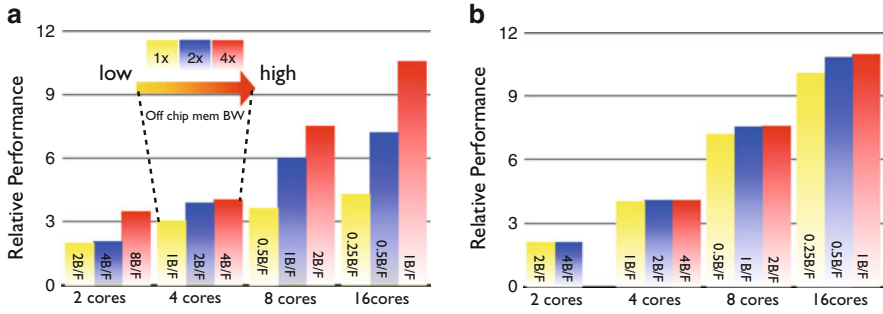 a
12
9
6
3
0
Relative Performance
1x 2x 4x
low high
Off chip mem BW
2B/F 4B/F 8B/F 1B/F 2B/F 4B/F 0.5B/F 1B/F 2B/F 0.25B/F 0.5B/F 1B/F
2 cores 4 cores 8 cores 16cores
b
12
9
6
3
0
Relative Performance
2B/F 4B/F 1B/F 2B/F 4B/F 0.5B/F 1B/F 2B/F 0.25B/F 0.5B/F 1B/F
2 cores 4 cores 8 cores 16cores